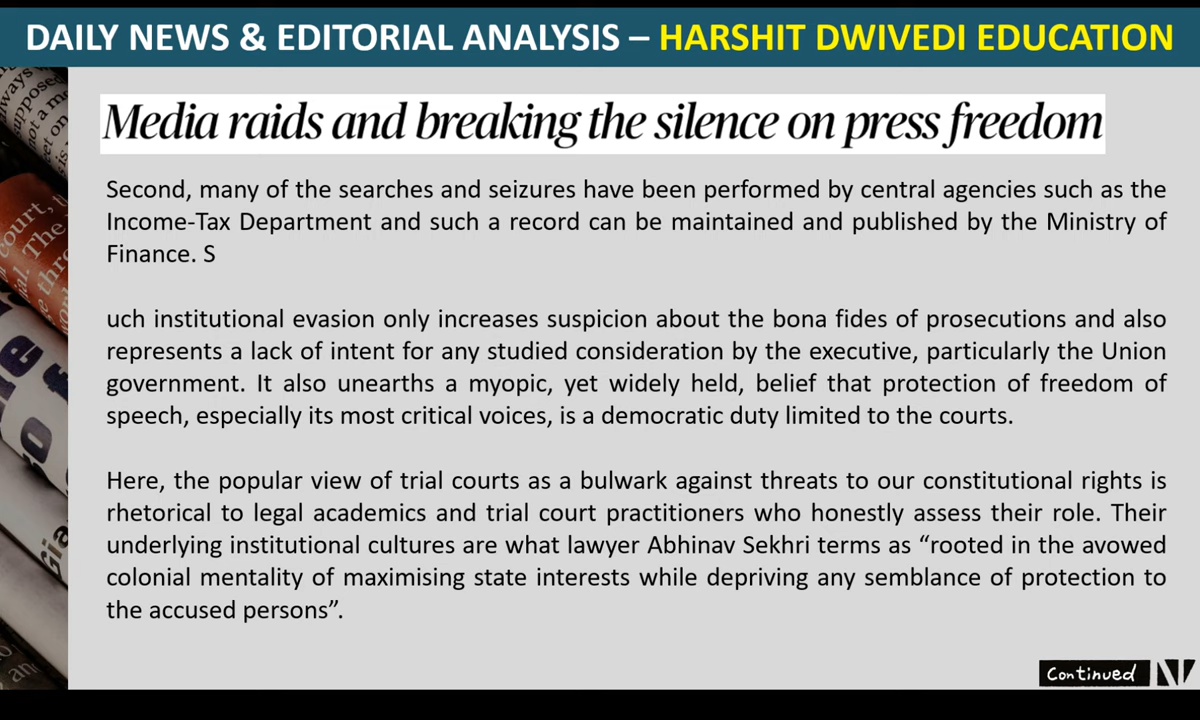 DAILY NEWS & EDITORIAL ANALYSIS – HARSHIT DWIVEDI EDUCATION
Media raids and breaking the silence on press freedom
Second, many of the searches and seizures have been performed by central agencies such as the
Income-Tax Department and such a record can be maintained and published by the Ministry of
Finance. S
uch institutional evasion only increases suspicion about the bona fides of prosecutions and also
represents a lack of intent for any studied consideration by the executive, particularly the Union
government. It also unearths a myopic, yet widely held, belief that protection of freedom of
speech, especially its most critical voices, is a democratic duty limited to the courts.
Here, the popular view of trial courts as a bulwark against threats to our constitutional rights is
rhetorical to legal academics and trial court practitioners who honestly assess their role. Their
underlying institutional cultures are what lawyer Abhinav Sekhri terms as “rooted in the avowed
colonial mentality of maximising state interests while depriving any semblance of protection to
the accused persons”.
Continued